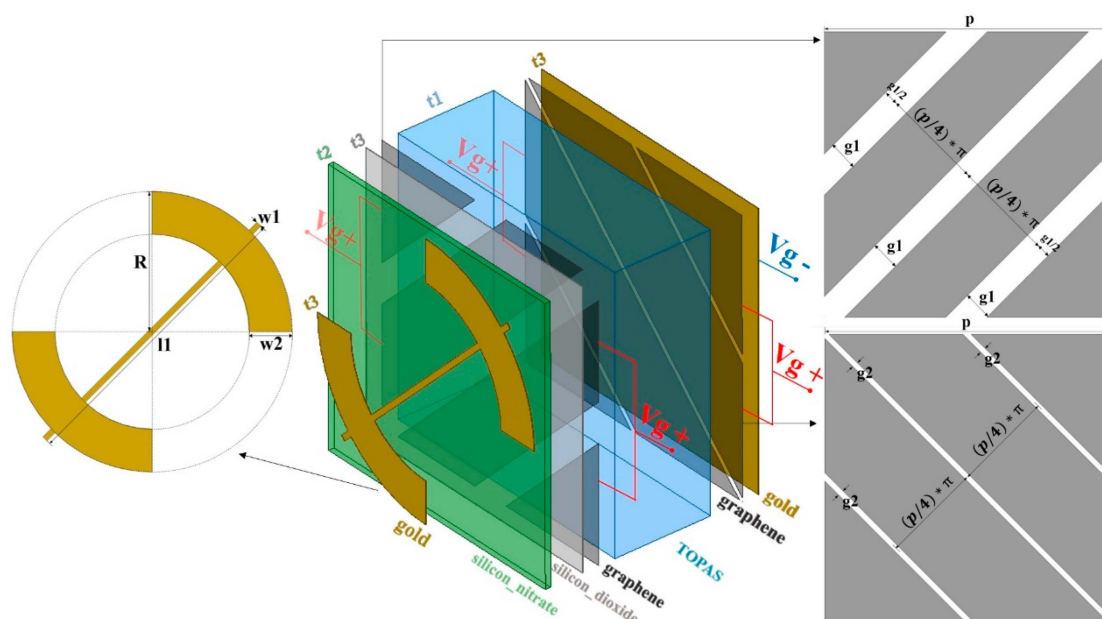 R
w1
l1
w2
t3
t2
t3
t1
t3
Vg+
Vg+
Vg -
Vg +
Vg +
gold
silicon_nitrate
silicon_dioxide
graphene
TOPAS
graphene
gold
p
g1/2
(p/4) * π
g1
(p/4) * π
g1/2
g1
g1
p
g2
g2
(p/4) * π
(p/4) * π
g2